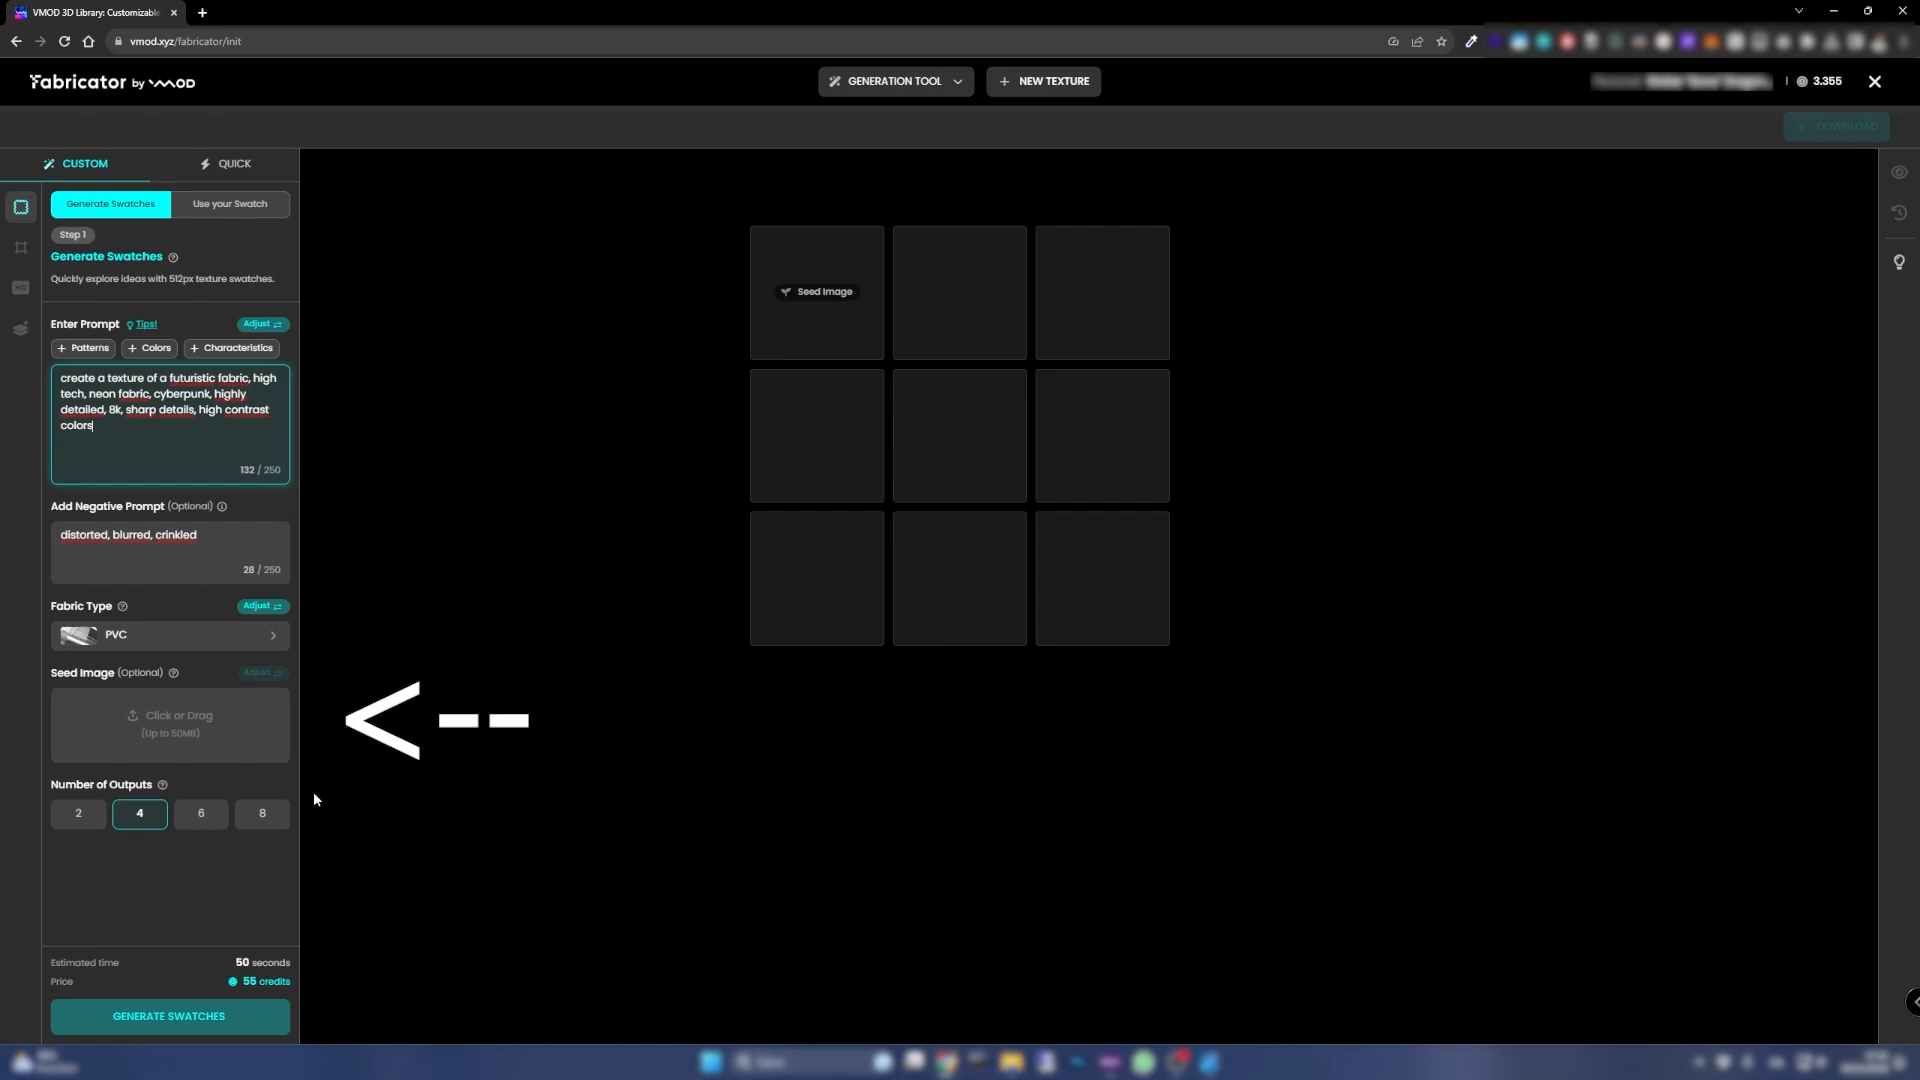 VMOD 3D Library: Customizable
vmod.xyz/fabricator/init
Fabricator by VMOD
GENERATION TOOL
NEW TEXTURE
3.355
DOWNLOAD
CUSTOM
QUICK
Generate Swatches
Use your Swatch
Step 1
Generate Swatches
Quickly explore ideas with 512px texture swatches.
HD
Enter Prompt Tips! Adjust
+ Patterns + Colors + Characteristics
create a texture of a futuristic fabric, high
tech, neon fabric, cyberpunk, highly
detailed, 8k, sharp details, high contrast
colors
132 / 250
Add Negative Prompt (Optional)
distorted, blurred, crinkled
28 / 250
Fabric Type Adjust
PVC
Seed Image (Optional) Adjust
Click or Drag
(Up to 50MB)
Number of Outputs
2 4 6 8
Estimated time 50 seconds
Price 55 credits
GENERATE SWATCHES
Seed Image
<--